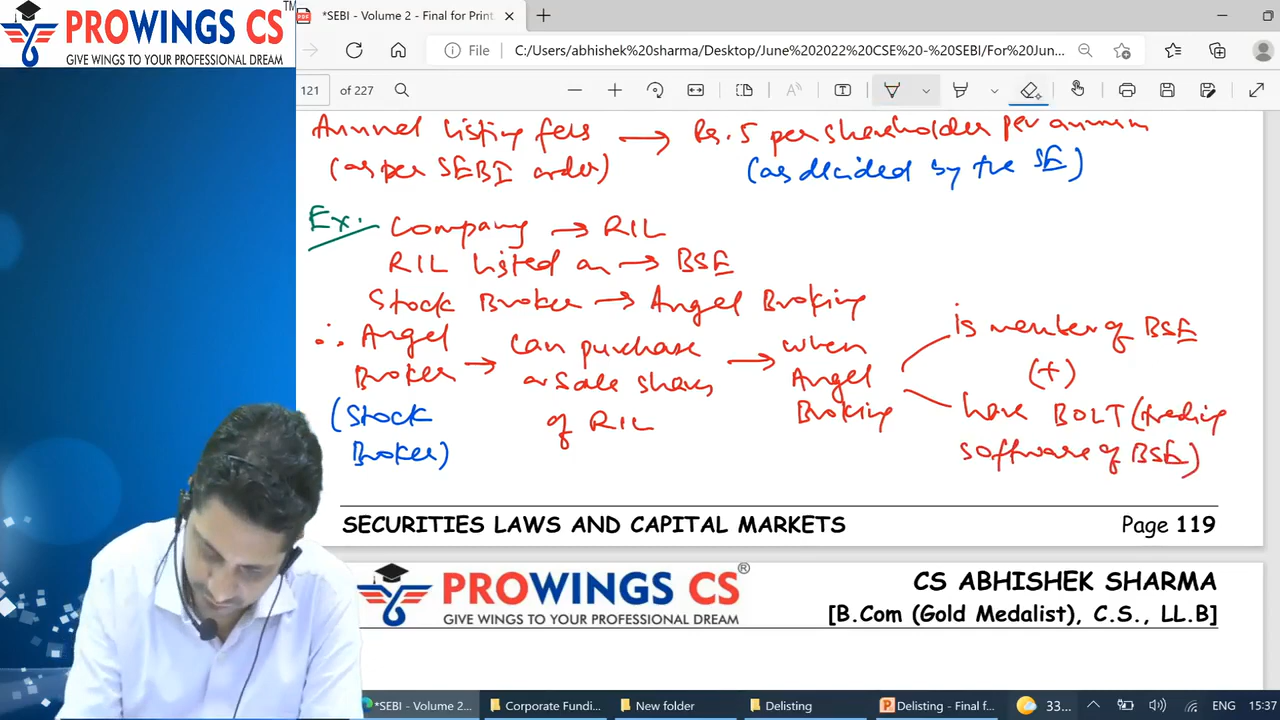 PROWINGS CS TM
GIVE WINGS TO YOUR PROFESSIONAL DREAM
*SEBI - Volume 2 - Final for Print.
File C:/Users/abhishek%20sharma/Desktop/June%202022%20CSE%20-%20SEBI/For%20Jun...
121 of 227
Annual listing fees → Rs. 5 per shareholder per annum
(as per SEBI order) (as decided by the SE)
Ex. Company → RIL
RIL listed on → BSE
Stock Broker → Angel Broking
∴ Angel Broker → can purchase or sale shares of RIL → when Angel Broking
(Stock Broker)
is member of BSE
(+)
have BOLT (trading
software of BSE)
SECURITIES LAWS AND CAPITAL MARKETS Page 119
PROWINGS CS ®
GIVE WINGS TO YOUR PROFESSIONAL DREAM
CS ABHISHEK SHARMA
[B.Com (Gold Medalist), C.S., LL.B]
*SEBI - Volume 2... Corporate Fundi... New folder Delisting Delisting - Final f... 33... ENG 15:37